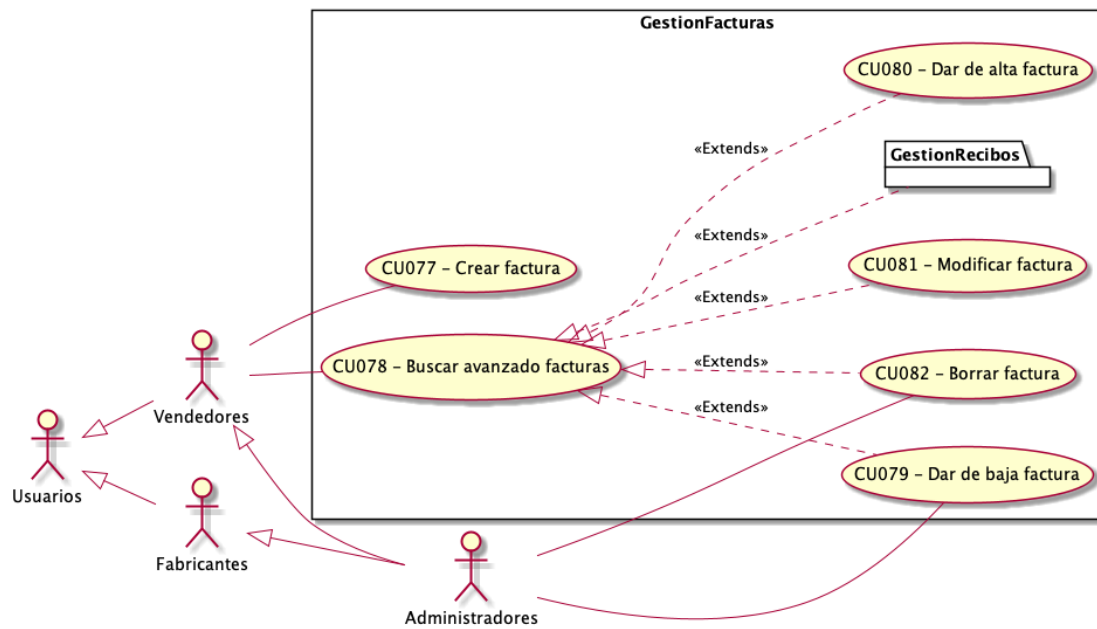 GestionFacturas
CU080 – Dar de alta factura
«Extends»
GestionRecibos
«Extends»
CU077 – Crear factura
CU081 – Modificar factura
«Extends»
CU078 – Buscar avanzado facturas
«Extends»
CU082 – Borrar factura
Vendedores
«Extends»
CU079 – Dar de baja factura
Usuarios
Fabricantes
Administradores